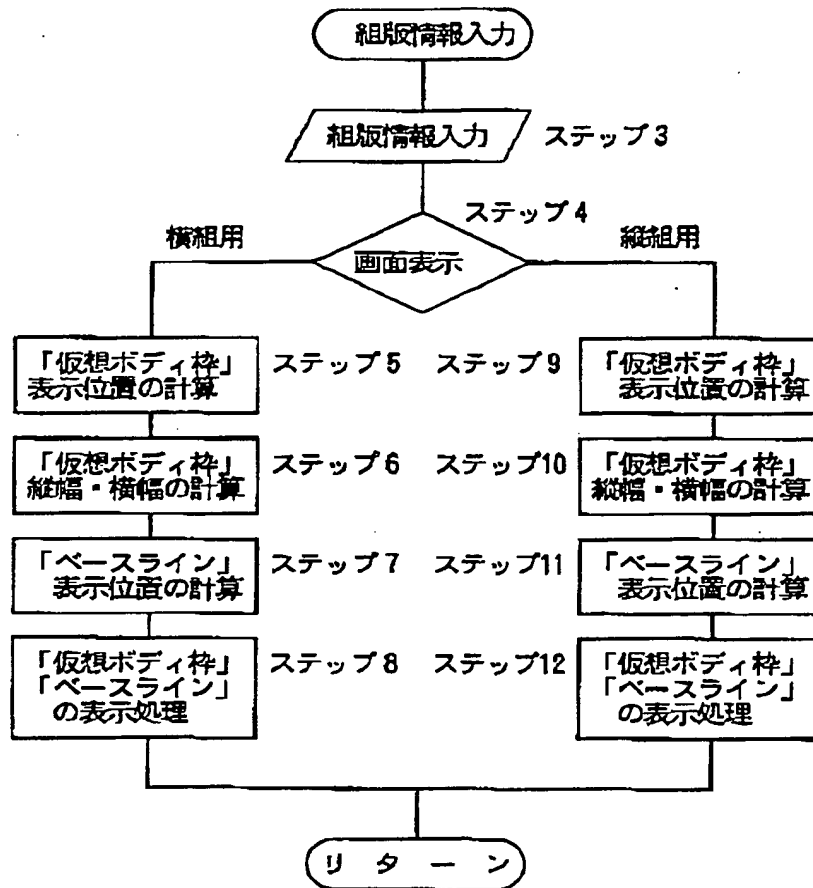 組版情報入力
組版情報入力
ステップ3
ステップ4
横組用
画面表示
縦組用
「仮想ボディ枠」
表示位置の計算
ステップ5
ステップ9
「仮想ボディ枠」
表示位置の計算
「仮想ボディ枠」
縦幅・横幅の計算
ステップ6
ステップ10
「仮想ボディ枠」
縦幅・横幅の計算
「ベースライン」
表示位置の計算
ステップ7
ステップ11
「ベースライン」
表示位置の計算
「仮想ボディ枠」
「ベースライン」
の表示処理
ステップ8
ステップ12
「仮想ボディ枠」
「ベースライン」
の表示処理
リターン